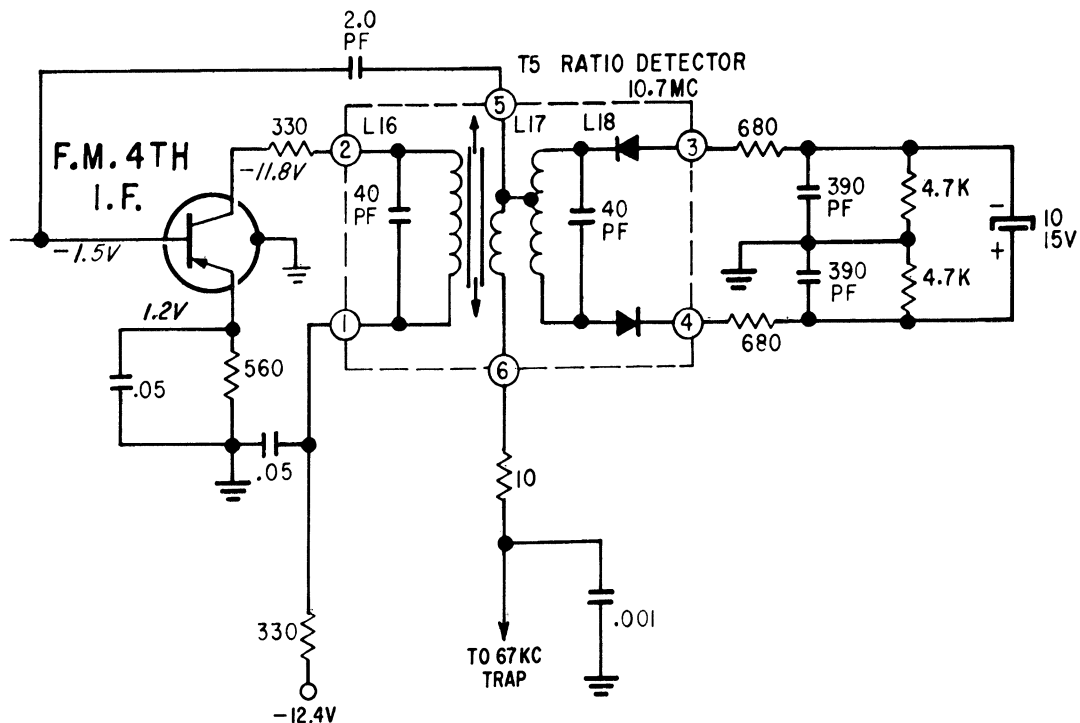 2.0
PF
T5 RATIO DETECTOR
10.7MC
5
L16
L17
L18
330
2
3
680
F.M. 4TH
I.F.
-11.8V
40
PF
40
PF
390
PF
4.7K
-
10
15V
+
-1.5V
390
PF
4.7K
1.2V
1
4
680
560
.05
6
.05
10
.001
330
TO 67KC
TRAP
-12.4V